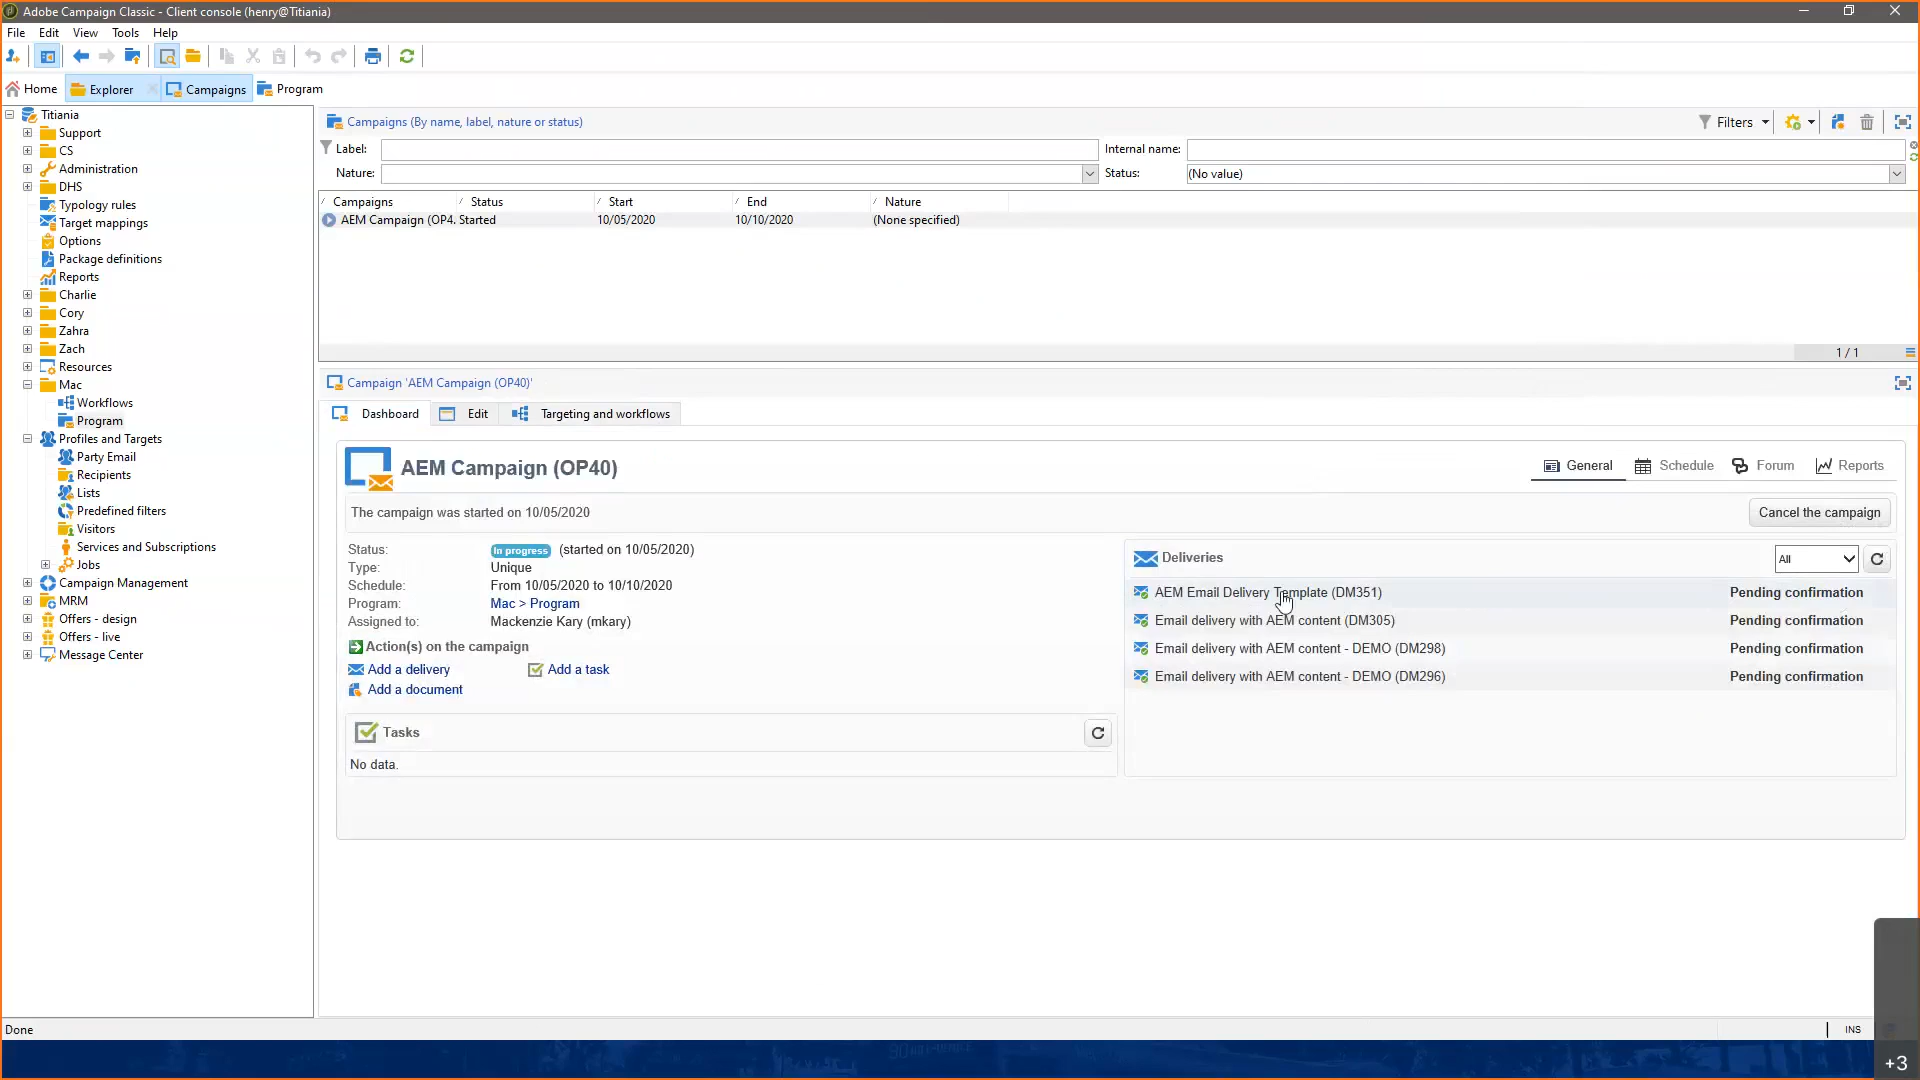 Adobe Campaign Classic - Client console (henry@Titiania)
File Edit View Tools Help
Home Explorer Campaigns Program
Titiania
Support
CS
Administration
DHS
Typology rules
Target mappings
Options
Package definitions
Reports
Charlie
Cory
Zahra
Zach
Resources
Mac
Workflows
Program
Profiles and Targets
Party Email
Recipients
Lists
Predefined filters
Visitors
Services and Subscriptions
Jobs
Campaign Management
MRM
Offers - design
Offers - live
Message Center
Campaigns (By name, label, nature or status)
Filters
Label: Internal name:
Nature: Status: (No value)
Campaigns Status Start End Nature
AEM Campaign (OP4. Started 10/05/2020 10/10/2020 (None specified)
1 / 1
Campaign 'AEM Campaign (OP40)'
Dashboard Edit Targeting and workflows
AEM Campaign (OP40)
General Schedule Forum Reports
The campaign was started on 10/05/2020
Cancel the campaign
Status: In progress (started on 10/05/2020)
Type: Unique
Schedule: From 10/05/2020 to 10/10/2020
Program: Mac > Program
Assigned to: Mackenzie Kary (mkary)
Action(s) on the campaign
Add a delivery Add a task
Add a document
Tasks
No data.
Deliveries
All
AEM Email Delivery Template (DM351) Pending confirmation
Email delivery with AEM content (DM305) Pending confirmation
Email delivery with AEM content - DEMO (DM298) Pending confirmation
Email delivery with AEM content - DEMO (DM296) Pending confirmation
Done
INS
+3